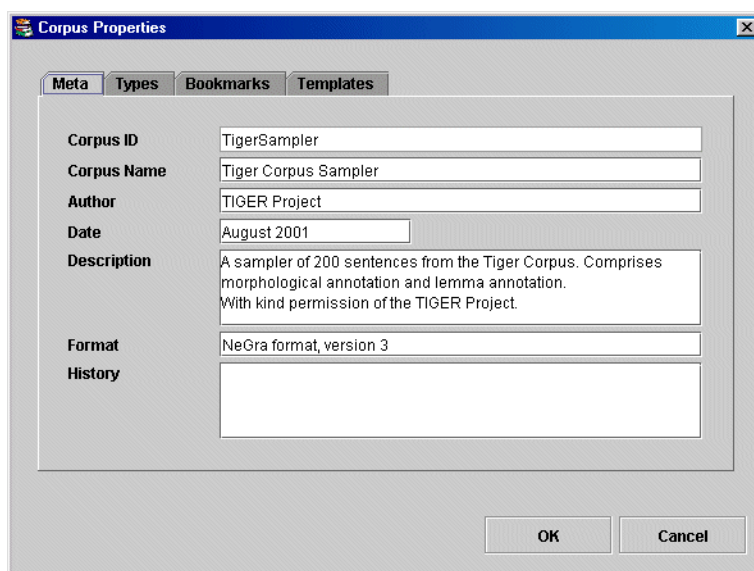 Corpus Properties
Meta Types Bookmarks Templates
Corpus ID TigerSampler
Corpus Name Tiger Corpus Sampler
Author TIGER Project
Date August 2001
Description A sampler of 200 sentences from the Tiger Corpus. Comprises
morphological annotation and lemma annotation.
With kind permission of the TIGER Project.
Format NeGra format, version 3
History
OK Cancel